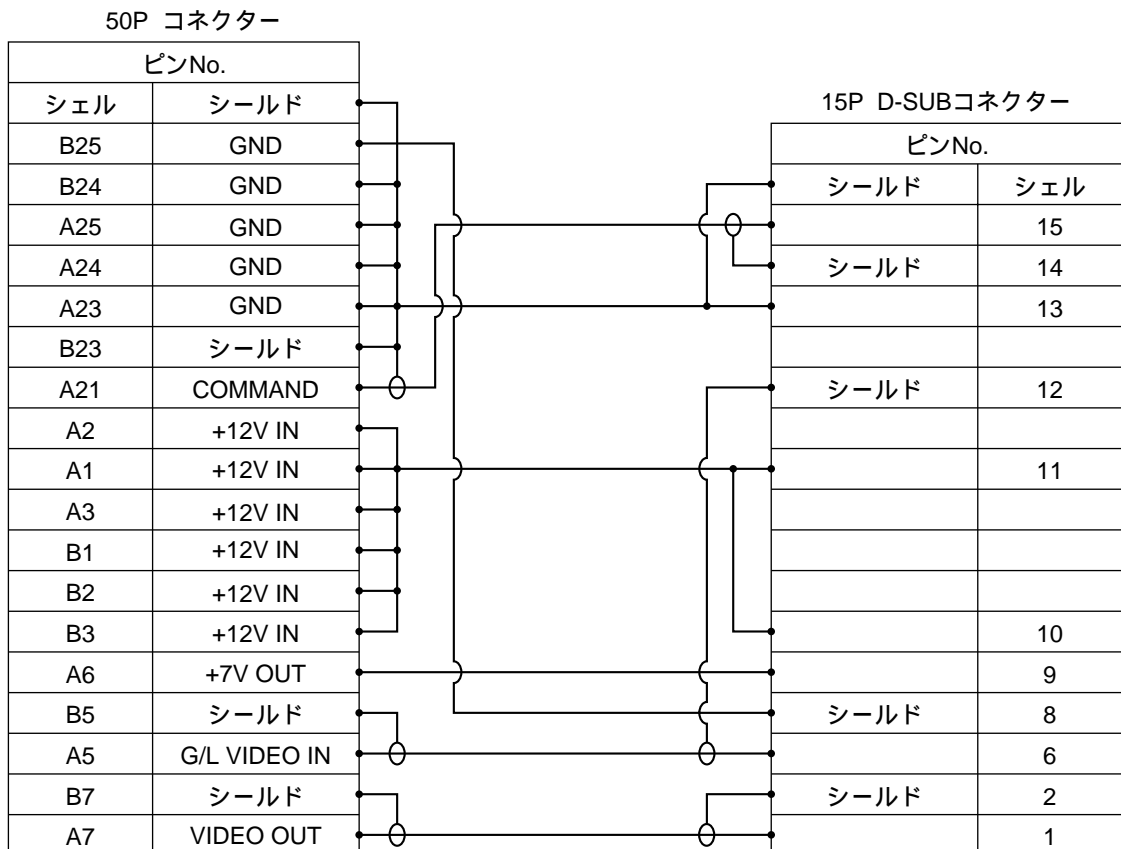 50P コネクター
ピンNo.
シェル シールド
B25 GND
B24 GND
A25 GND
A24 GND
A23 GND
B23 シールド
A21 COMMAND
A2 +12V IN
A1 +12V IN
A3 +12V IN
B1 +12V IN
B2 +12V IN
B3 +12V IN
A6 +7V OUT
B5 シールド
A5 G/L VIDEO IN
B7 シールド
A7 VIDEO OUT
15P D-SUBコネクター
ピンNo.
シールド シェル
15
シールド 14
13
シールド 12
11
10
9
シールド 8
6
シールド 2
1